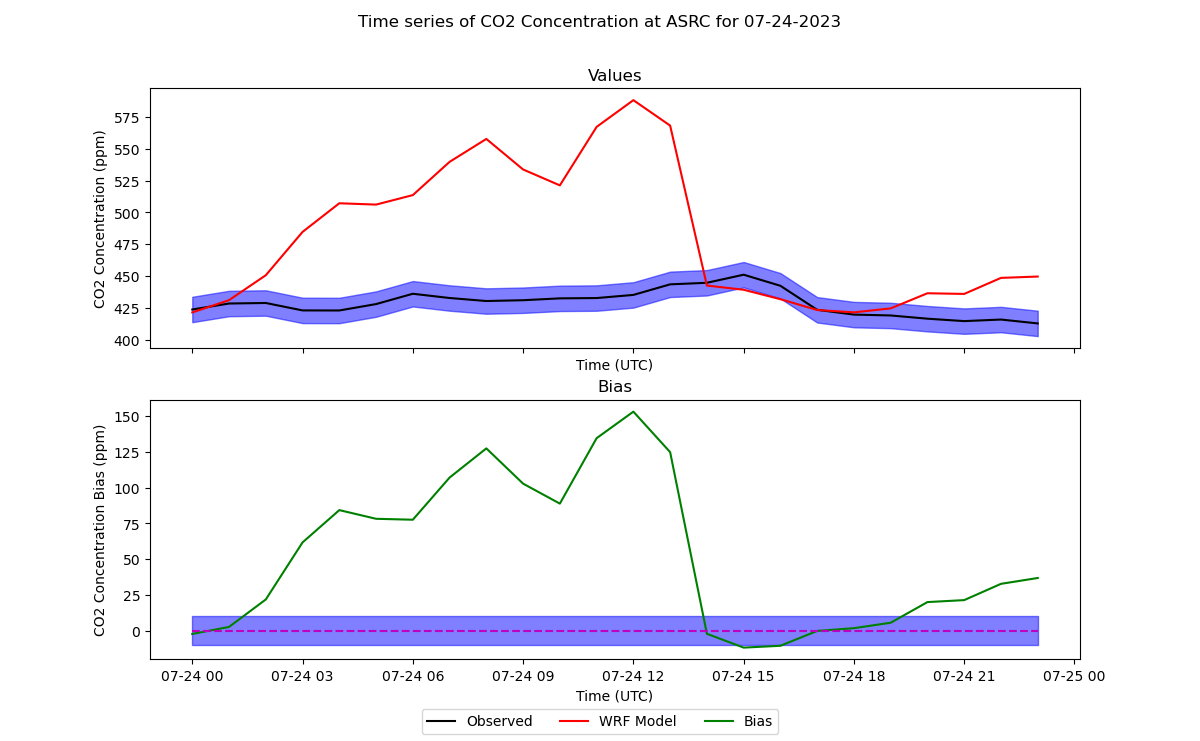 Time series of CO2 Concentration at ASRC for 07-24-2023
Values
CO2 Concentration (ppm)
575
550
525
500
475
450
425
400
Time (UTC)
Bias
CO2 Concentration Bias (ppm)
150
125
100
75
50
25
0
07-24 00 07-24 03 07-24 06 07-24 09 07-24 12 07-24 15 07-24 18 07-24 21 07-25 00
Time (UTC)
Observed WRF Model Bias